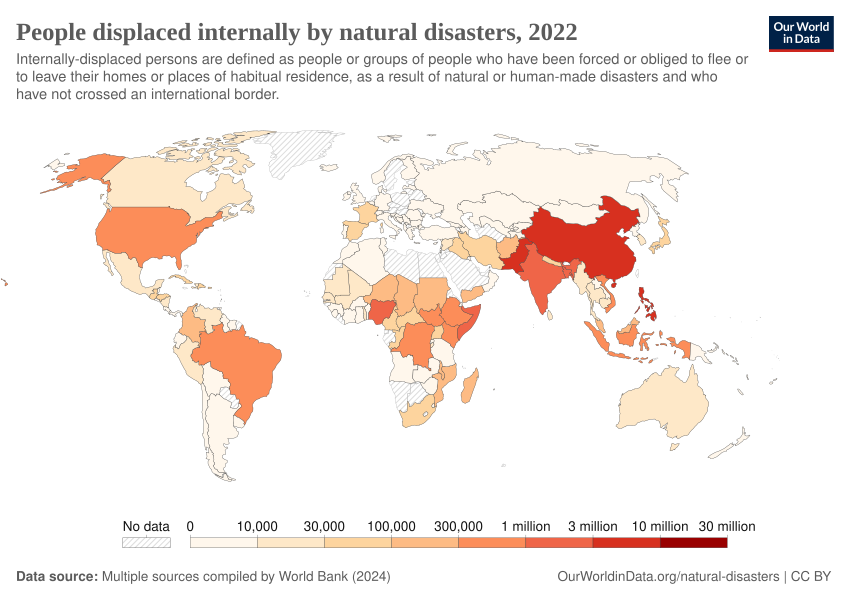 People displaced internally by natural disasters, 2022
Our World
in Data
Internally-displaced persons are defined as people or groups of people who have been forced or obliged to flee or
to leave their homes or places of habitual residence, as a result of natural or human-made disasters and who
have not crossed an international border.
No data
0
10,000
30,000
100,000
300,000
1 million
3 million
10 million
30 million
Data source: Multiple sources compiled by World Bank (2024)
OurWorldinData.org/natural-disasters | CC BY